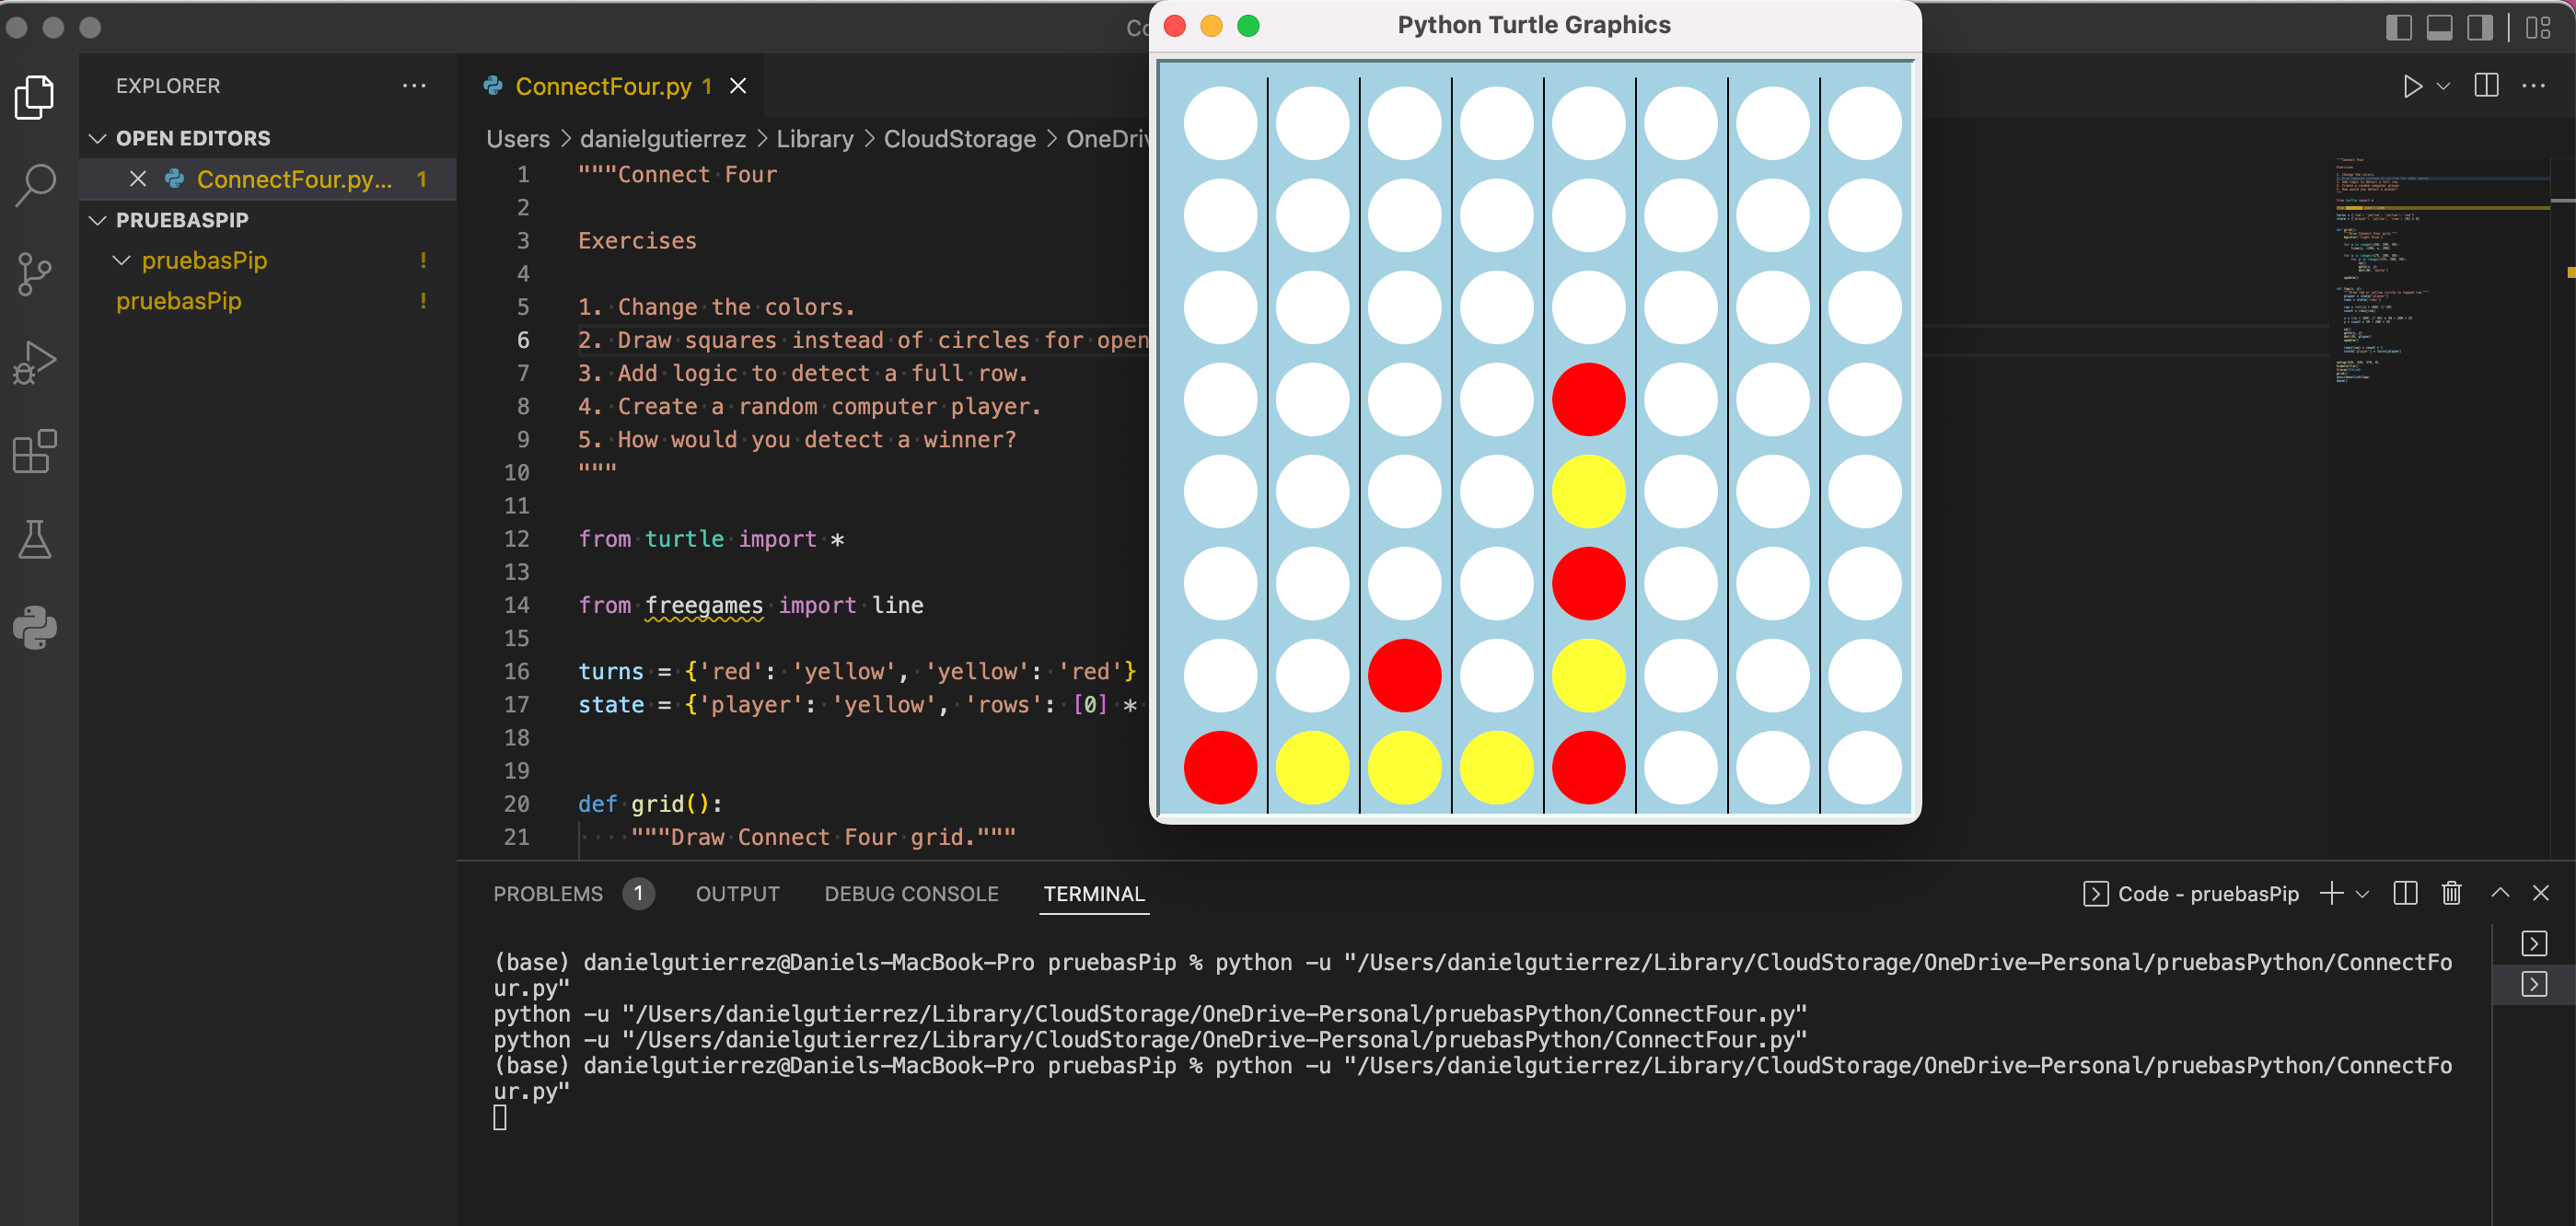 Co
Python Turtle Graphics
EXPLORER
ConnectFour.py 1
OPEN EDITORS
Users > danielgutierrez > Library > CloudStorage > OneDriv
ConnectFour.py... 1
PRUEBASPIP
pruebasPip !
pruebasPip !
1 """Connect Four
2
3 Exercises
4
5 1. Change the colors.
6 2. Draw squares instead of circles for open
7 3. Add logic to detect a full row.
8 4. Create a random computer player.
9 5. How would you detect a winner?
10 """
11
12 from turtle import *
13
14 from freegames import line
15
16 turns = {'red': 'yellow', 'yellow': 'red'}
17 state = {'player': 'yellow', 'rows': [0] *
18
19
20 def grid():
21 """Draw Connect Four grid."""
PROBLEMS 1 OUTPUT DEBUG CONSOLE TERMINAL
Code - pruebasPip
(base) danielgutierrez@Daniels-MacBook-Pro pruebasPip % python -u "/Users/danielgutierrez/Library/CloudStorage/OneDrive-Personal/pruebasPython/ConnectFo
ur.py"
python -u "/Users/danielgutierrez/Library/CloudStorage/OneDrive-Personal/pruebasPython/ConnectFour.py"
python -u "/Users/danielgutierrez/Library/CloudStorage/OneDrive-Personal/pruebasPython/ConnectFour.py"
(base) danielgutierrez@Daniels-MacBook-Pro pruebasPip % python -u "/Users/danielgutierrez/Library/CloudStorage/OneDrive-Personal/pruebasPython/ConnectFo
ur.py"